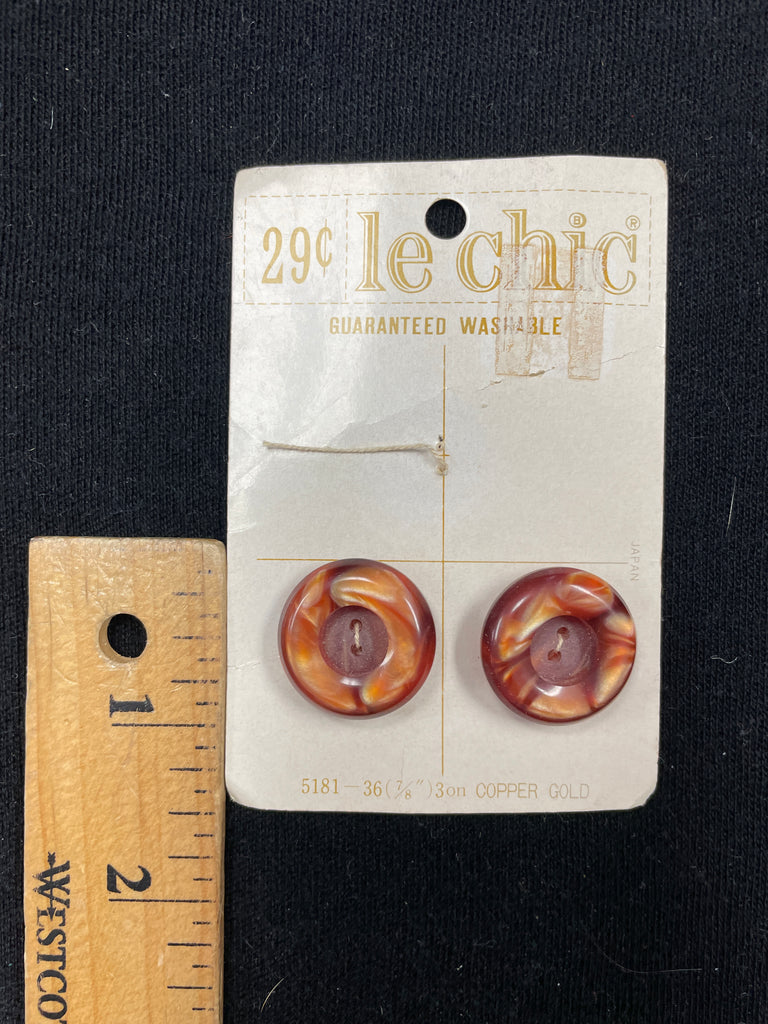 29¢ le chic ® ®
GUARANTEED WASHABLE
JAPAN
5181-36(⅞")3on COPPER GOLD
1
2
WESTCO